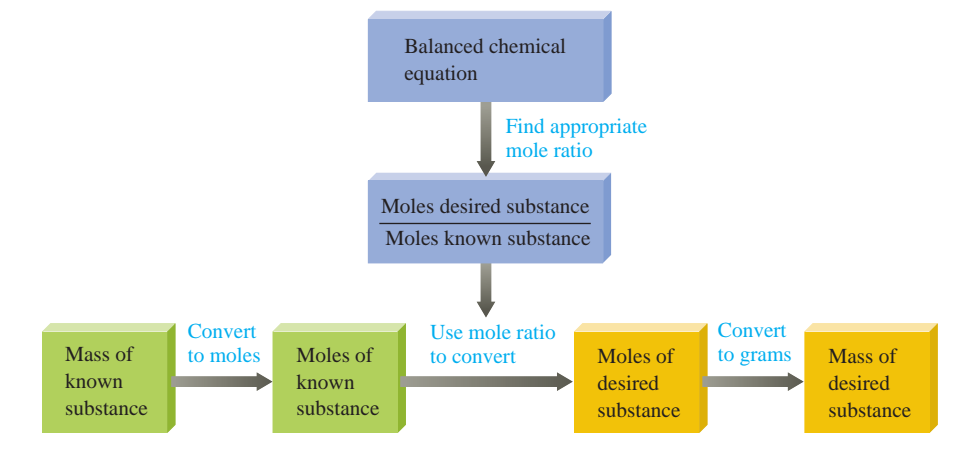 Balanced chemical
equation
Find appropriate
mole ratio
Moles desired substance
Moles known substance
Mass of
known
substance
Convert
to moles
Moles of
known
substance
Use mole ratio
to convert
Moles of
desired
substance
Convert
to grams
Mass of
desired
substance